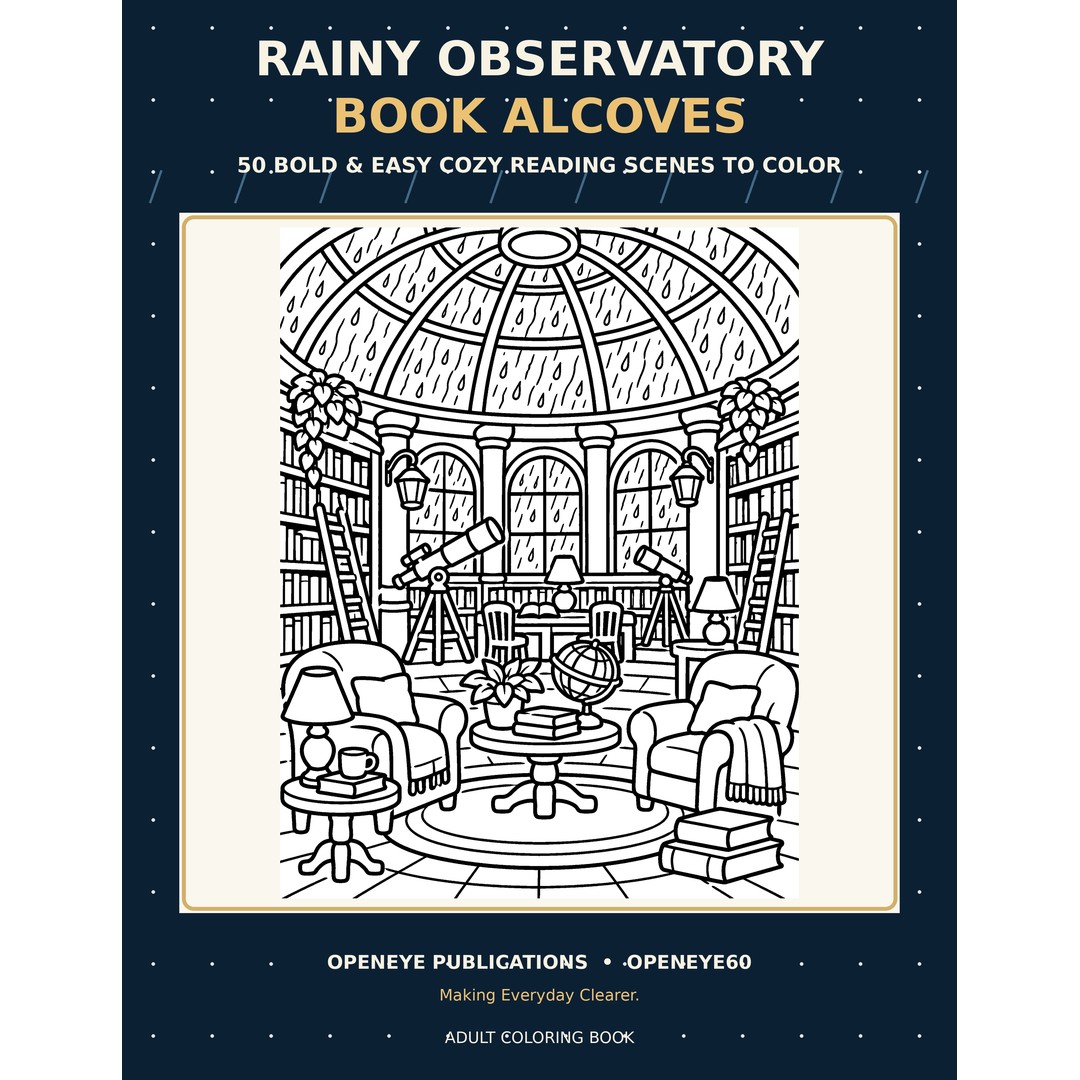 RAINY OBSERVATORY
BOOK ALCOVES
50 BOLD & EASY COZY READING SCENES TO COLOR
OPENEYE PUBLICATIONS • OPENEYE60
Making Everyday Clearer.
ADULT COLORING BOOK